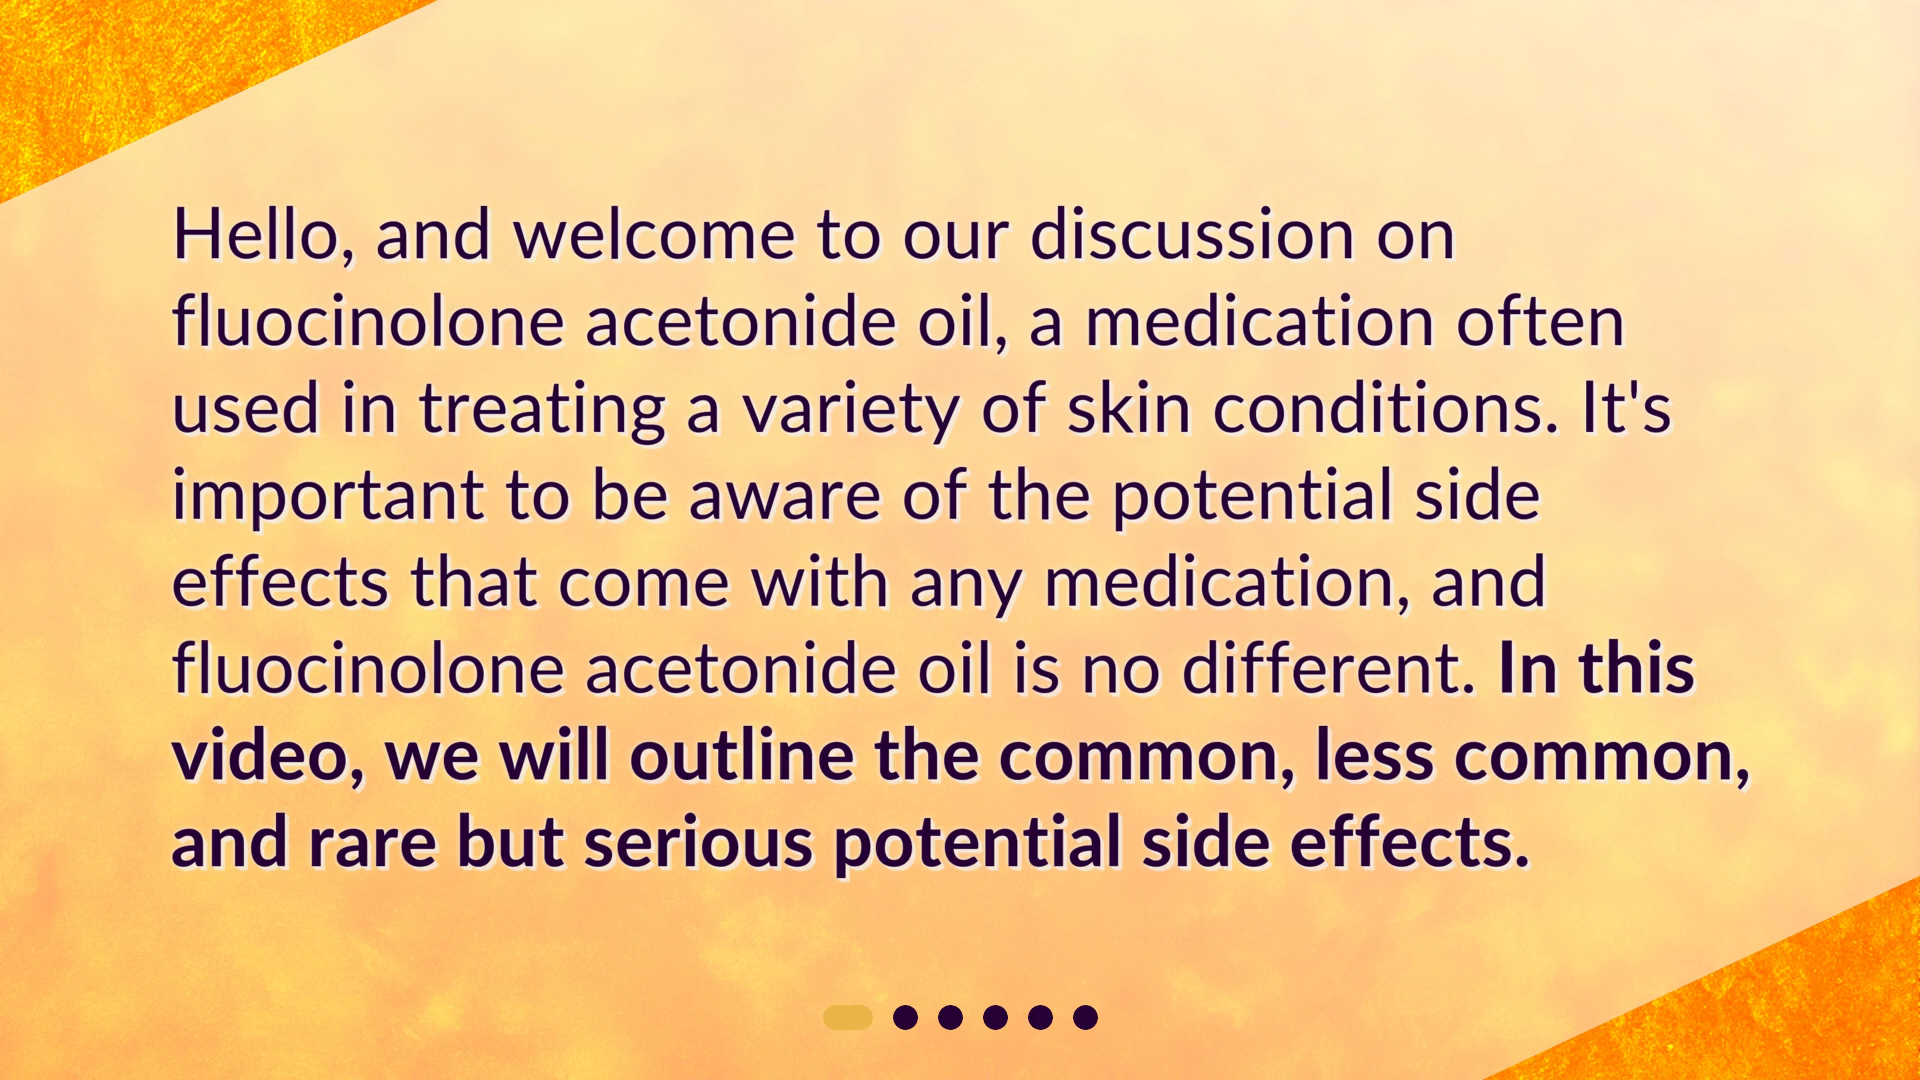 Hello, and welcome to our discussion on
fluocinolone acetonide oil, a medication often
used in treating a variety of skin conditions. It's
important to be aware of the potential side
effects that come with any medication, and
fluocinolone acetonide oil is no different. In this
video, we will outline the common, less common,
and rare but serious potential side effects.